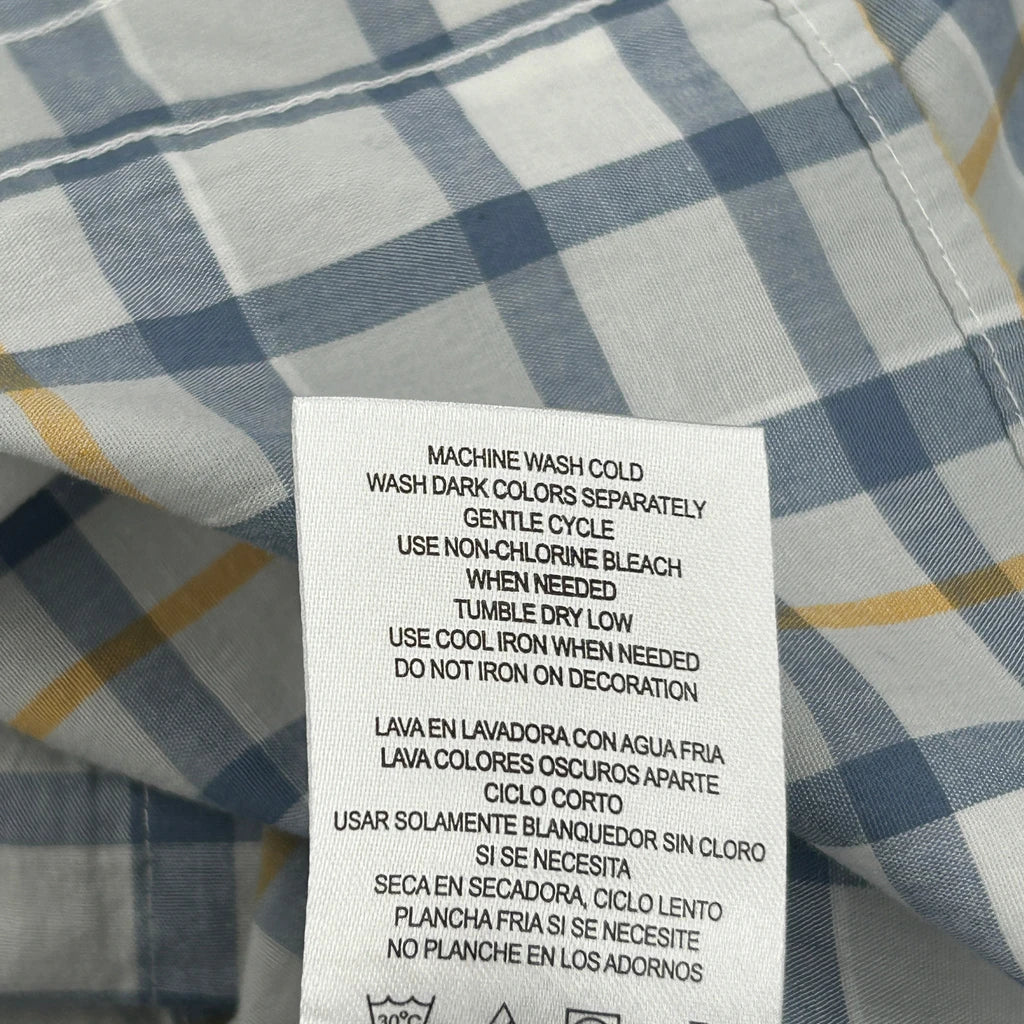 MACHINE WASH COLD
WASH DARK COLORS SEPARATELY
GENTLE CYCLE
USE NON-CHLORINE BLEACH
WHEN NEEDED
TUMBLE DRY LOW
USE COOL IRON WHEN NEEDED
DO NOT IRON ON DECORATION
LAVA EN LAVADORA CON AGUA FRIA
LAVA COLORES OSCUROS APARTE
CICLO CORTO
USAR SOLAMENTE BLANQUEDOR SIN CLORO
SI SE NECESITA
SECA EN SECADORA, CICLO LENTO
PLANCHA FRIA SI SE NECESITE
NO PLANCHE EN LOS ADORNOS
30°C